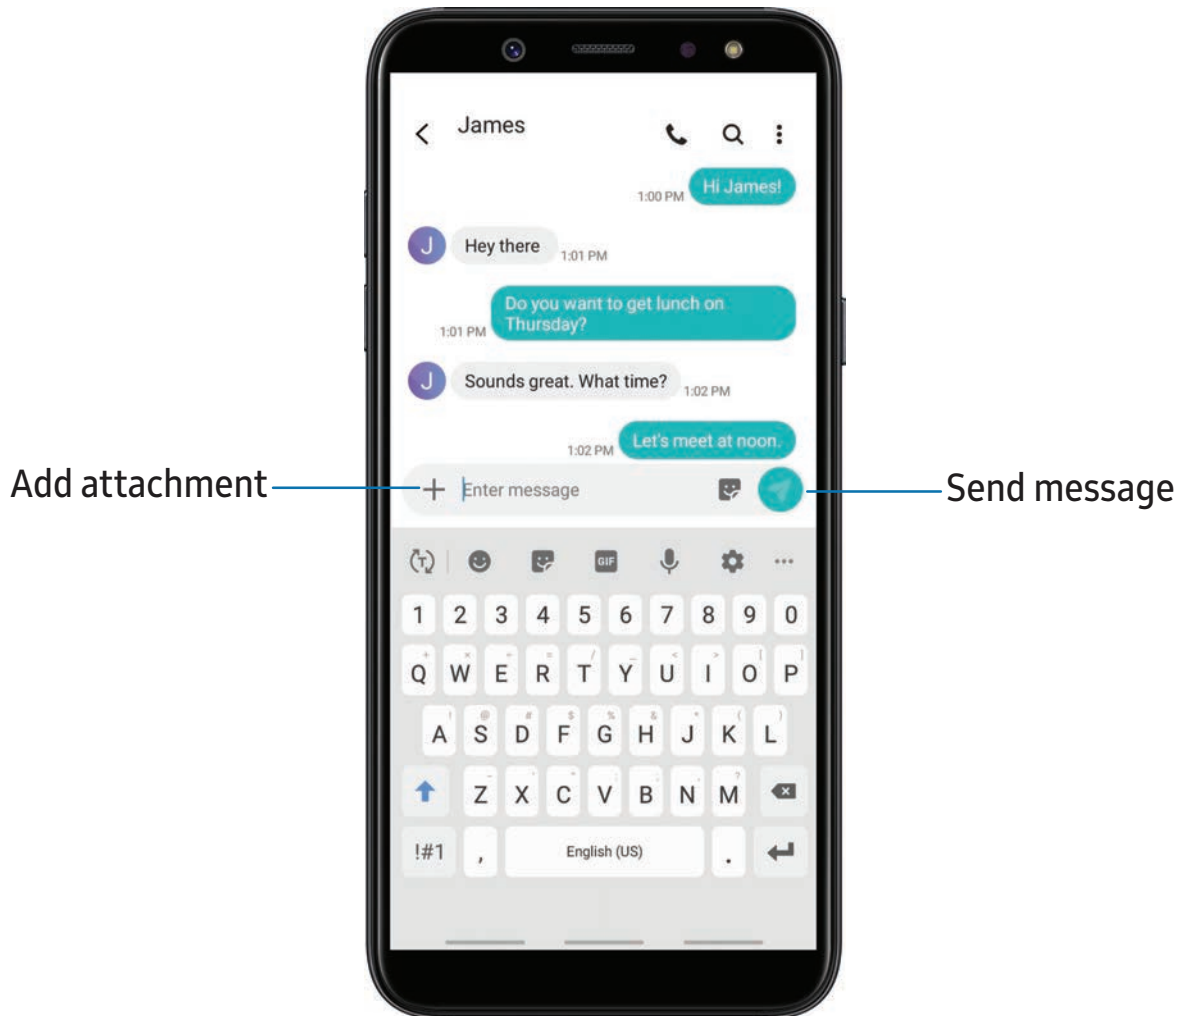 James
1:00 PM Hi James!
J Hey there 1:01 PM
Do you want to get lunch on
1:01 PM Thursday?
J Sounds great. What time? 1:02 PM
1:02 PM Let's meet at noon.
Add attachment Enter message Send message
T GIF
1 2 3 4 5 6 7 8 9 0
+ × ÷ = / _ < > [ ]
Q W E R T Y U I O P
! @ # $ % & * ( )
A S D F G H J K L
- ' " : ; , ?
Z X C V B N M
!#1 , English (US) .